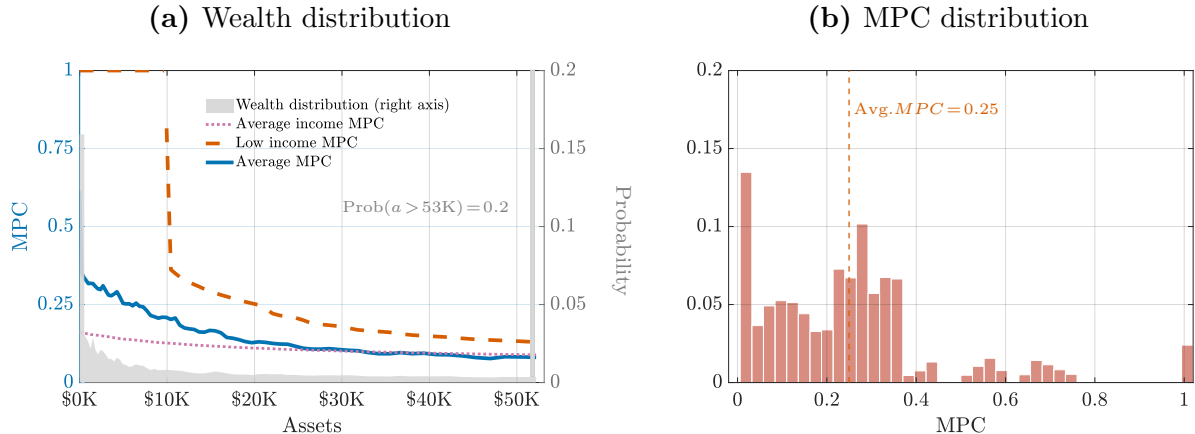 (a) Wealth distribution
1
0.75
0.5
0.25
0
MPC
Wealth distribution (right axis)
Average income MPC
Low income MPC
Average MPC
Prob(a > 53K) = 0.2
0.2
0.15
0.1
0.05
0
Probability
$0K $10K $20K $30K $40K $50K
Assets
(b) MPC distribution
0.2
0.15
0.1
0.05
0
Avg.MPC = 0.25
0 0.2 0.4 0.6 0.8 1
MPC